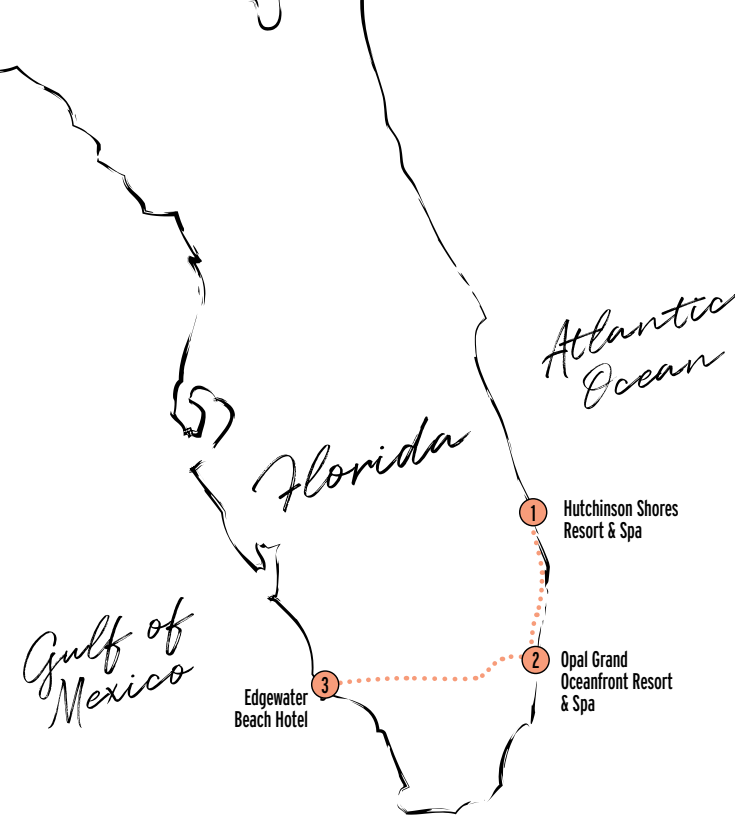 Atlantic
Ocean
Florida
1
Hutchinson Shores
Resort & Spa
Gulf of
Mexico
2
Opal Grand
Oceanfront Resort
& Spa
3
Edgewater
Beach Hotel